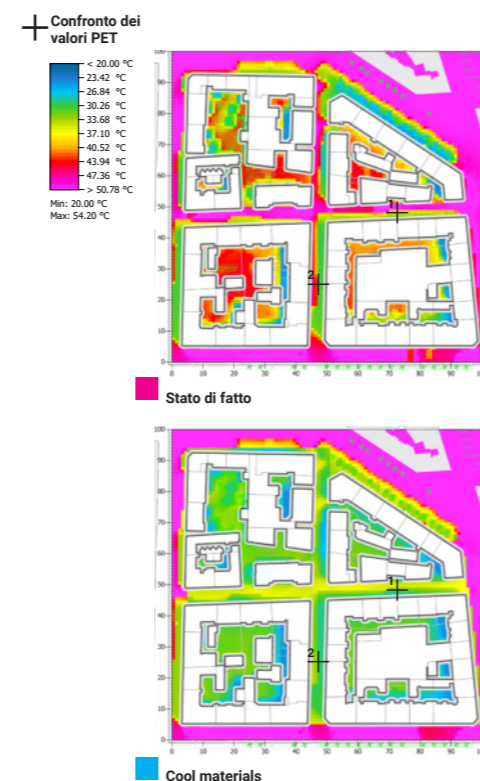 Confronto dei
valori PET
< 20.00 °C
23.42 °C
26.84 °C
30.26 °C
33.68 °C
37.10 °C
40.52 °C
43.94 °C
47.36 °C
> 50.78 °C
Min: 20.00 °C
Max: 54.20 °C
100
90
80
70
60
50
40
30
20
10
0
0 10 20 30 40 50 60 70 80 90
1
2
Stato di fatto
100
90
80
70
60
50
40
30
20
10
0
0 10 20 30 40 50 60 70 80 90
1
2
Cool materials